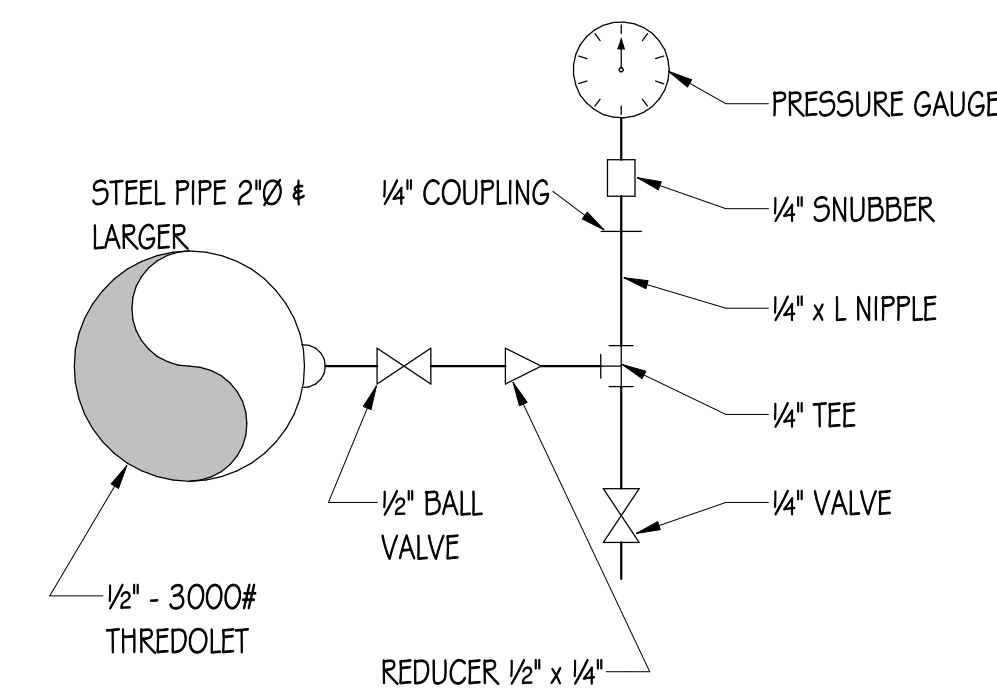 PRESSURE GAUGE
STEEL PIPE 2"Ø &
LARGER
1/4" COUPLING
1/4" SNUBBER
1/4" x L NIPPLE
1/4" TEE
1/2" BALL
VALVE
1/4" VALVE
1/2" - 3000#
THREDOLET
REDUCER 1/2" x 1/4"